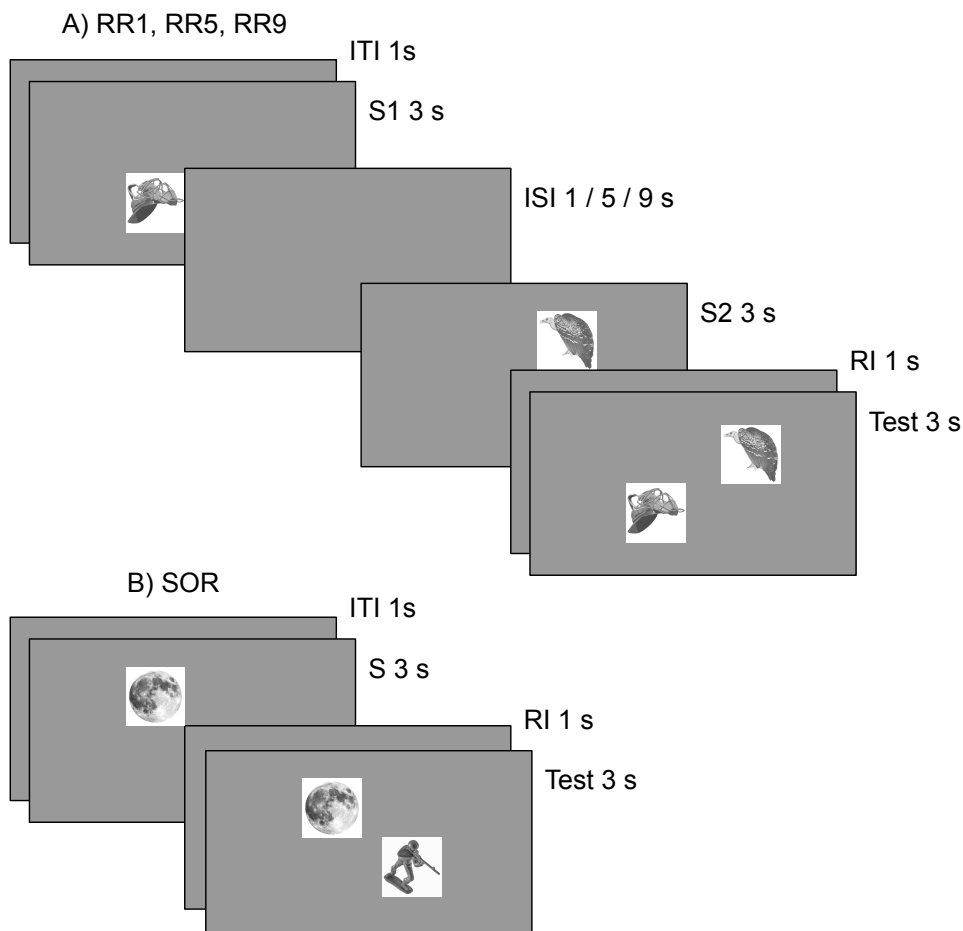 A) RR1, RR5, RR9
ITI 1s
S1 3 s
ISI 1 / 5 / 9 s
S2 3 s
RI 1 s
Test 3 s
B) SOR
ITI 1s
S 3 s
RI 1 s
Test 3 s